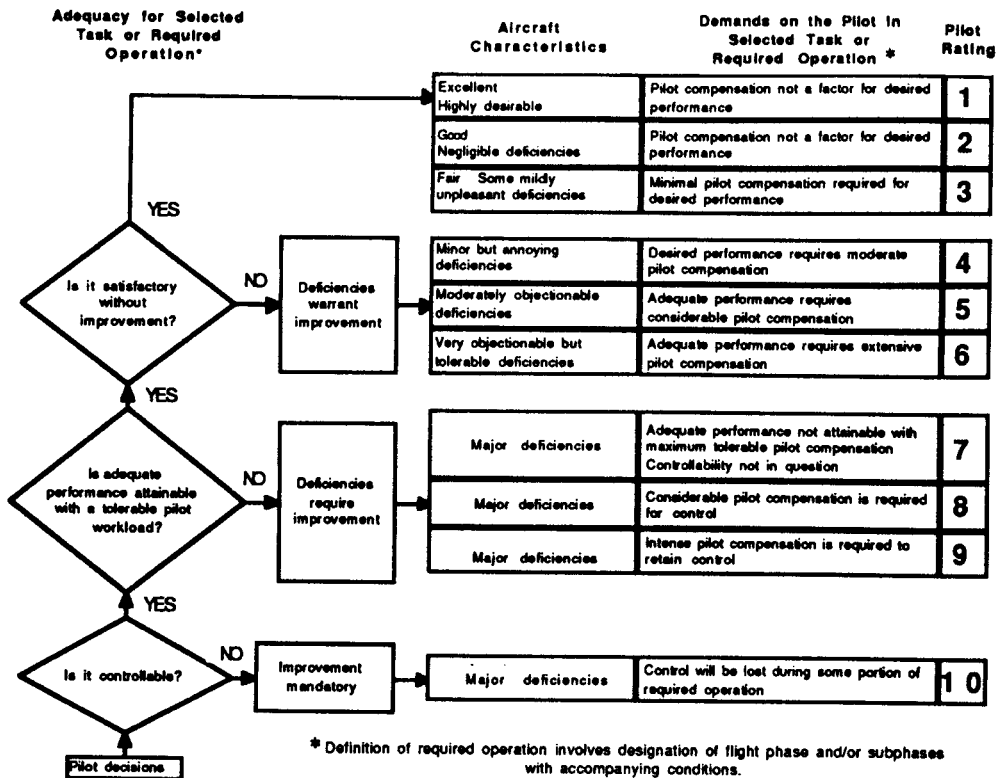 Adequacy for Selected
Task or Required
Operation*
Aircraft
Characteristics
Demands on the Pilot in
Selected Task or
Required Operation *
Pilot
Rating
Excellent
Highly desirable
Pilot compensation not a factor for desired
performance
1
Good
Negligible deficiencies
Pilot compensation not a factor for desired
performance
2
Fair Some mildly
unpleasant deficiencies
Minimal pilot compensation required for
desired performance
3
YES
Is it satisfactory
without
improvement?
NO
Deficiencies
warrant
improvement
Minor but annoying
deficiencies
Desired performance requires moderate
pilot compensation
4
Moderately objectionable
deficiencies
Adequate performance requires
considerable pilot compensation
5
Very objectionable but
tolerable deficiencies
Adequate performance requires extensive
pilot compensation
6
YES
Is adequate
performance attainable
with a tolerable pilot
workload?
NO
Deficiencies
require
improvement
Major deficiencies
Adequate performance not attainable with
maximum tolerable pilot compensation
Controllability not in question
7
Major deficiencies
Considerable pilot compensation is required
for control
8
Major deficiencies
Intense pilot compensation is required to
retain control
9
YES
Is it controllable?
NO
Improvement
mandatory
Major deficiencies
Control will be lost during some portion of
required operation
1 0
Pilot decisions
* Definition of required operation involves designation of flight phase and/or subphases
with accompanying conditions.